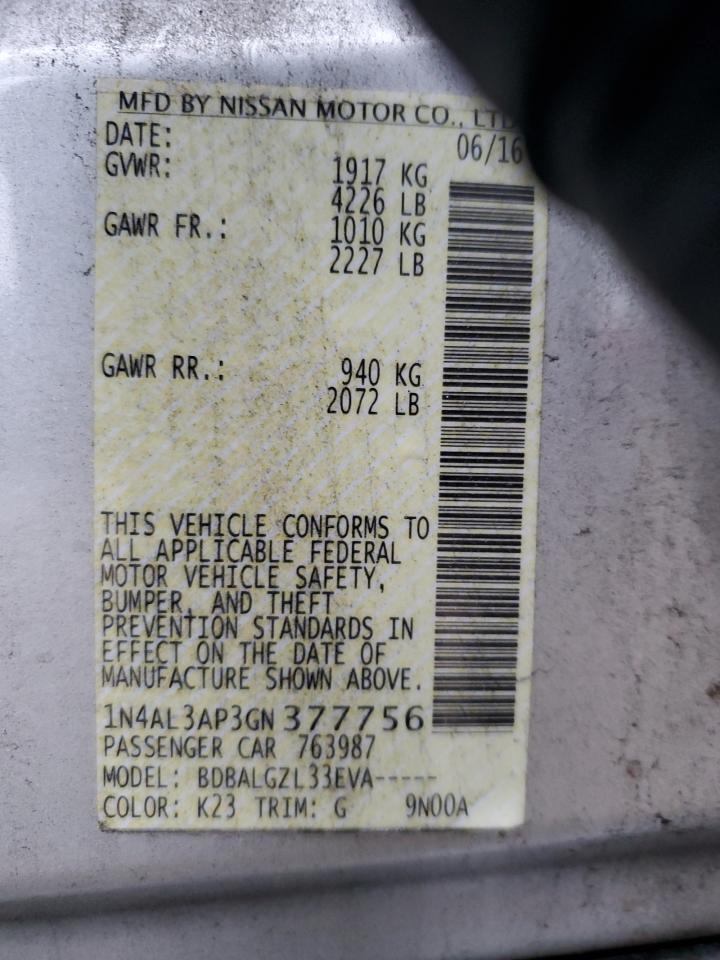 MFD BY NISSAN MOTOR CO., LTD
DATE: 06/16
GVWR: 1917 KG
4226 LB
GAWR FR.: 1010 KG
2227 LB
GAWR RR.: 940 KG
2072 LB
THIS VEHICLE CONFORMS TO
ALL APPLICABLE FEDERAL
MOTOR VEHICLE SAFETY,
BUMPER, AND THEFT
PREVENTION STANDARDS IN
EFFECT ON THE DATE OF
MANUFACTURE SHOWN ABOVE.
1N4AL3AP3GN377756
PASSENGER CAR 763987
MODEL: BDBALGZL33EVA-----
COLOR: K23 TRIM: G 9N00A